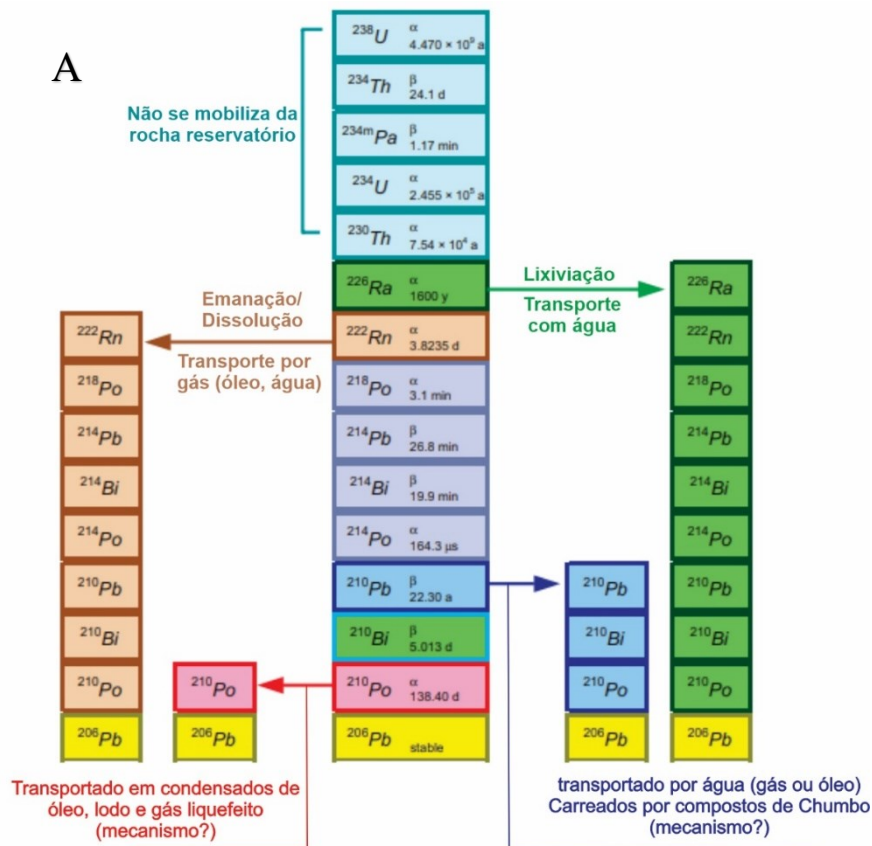 A
Não se mobiliza da
rocha reservatório
238U α
4.470 × 10⁹ a
234Th β
24.1 d
234mPa β
1.17 min
234U α
2.455 × 10⁵ a
230Th α
7.54 × 10⁴ a
226Ra α
1600 y
222Rn α
3.8235 d
218Po α
3.1 min
214Pb β
26.8 min
214Bi β
19.9 min
214Po α
164.3 µs
210Pb β
22.30 a
210Bi β
5.013 d
210Po α
138.40 d
206Pb stable
Emanação/
Dissolução
Transporte por
gás (óleo, água)
222Rn
218Po
214Pb
214Bi
214Po
210Pb
210Bi
210Po
206Pb
210Po
206Pb
Transportado em condensados de
óleo, lodo e gás liquefeito
(mecanismo?)
Lixiviação
Transporte
com água
226Ra
222Rn
218Po
214Pb
214Bi
214Po
210Pb
210Bi
210Po
206Pb
210Pb
210Bi
210Po
206Pb
transportado por água (gás ou óleo)
Carreados por compostos de Chumbo
(mecanismo?)